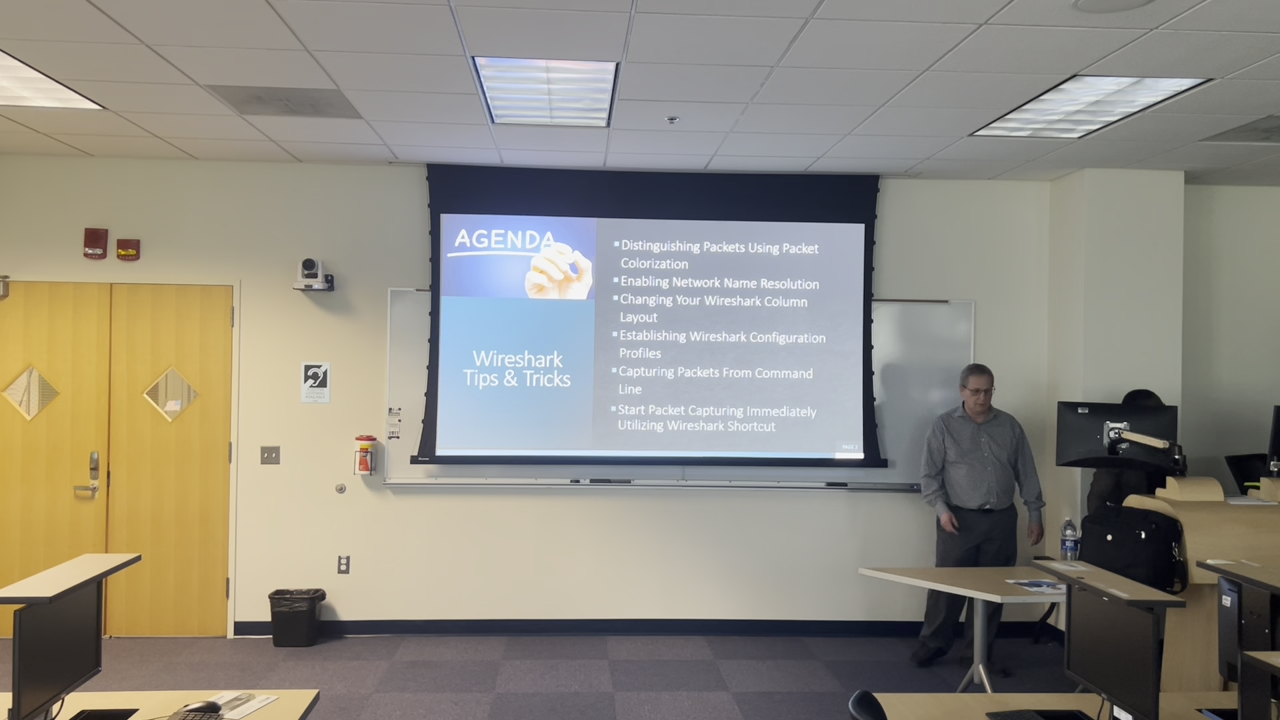 AGENDA
Wireshark
Tips & Tricks
▪Distinguishing Packets Using Packet
Colorization
▪Enabling Network Name Resolution
▪Changing Your Wireshark Column
Layout
▪Establishing Wireshark Configuration
Profiles
▪Capturing Packets From Command
Line
▪Start Packet Capturing Immediately
Utilizing Wireshark Shortcut